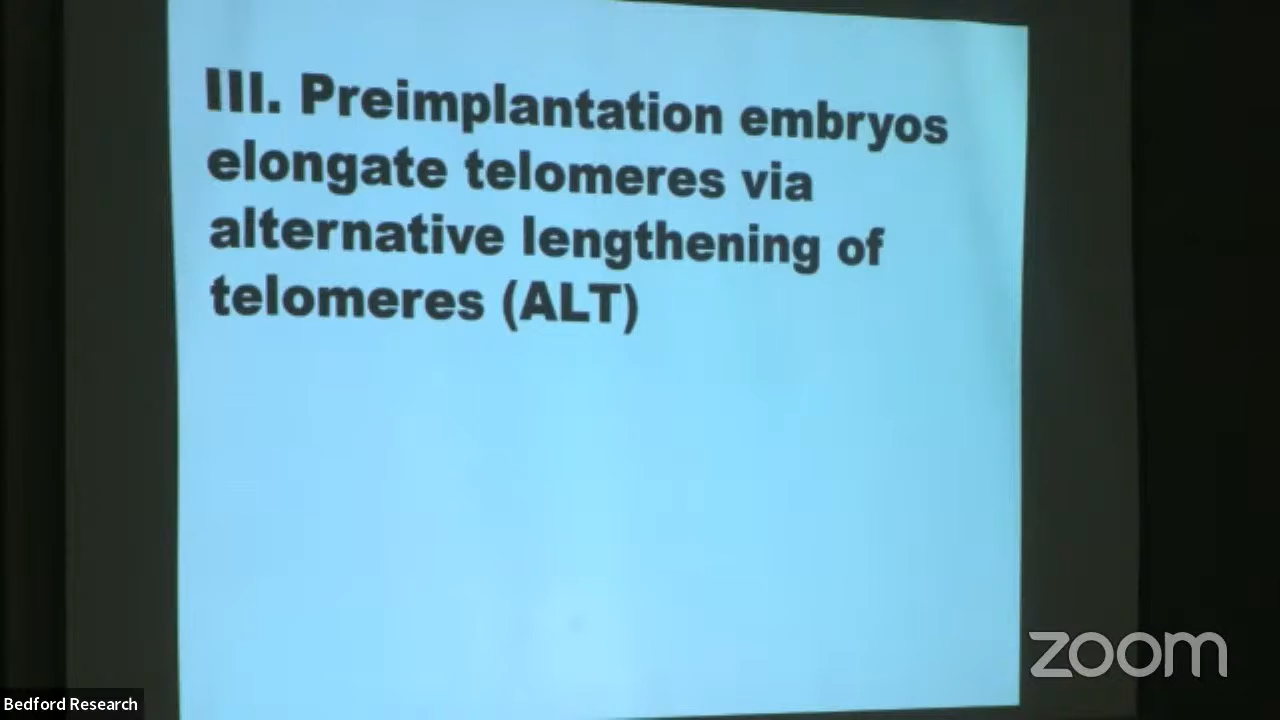 III. Preimplantation embryos
elongate telomeres via
alternative lengthening of
telomeres (ALT)
zoom
Bedford Research